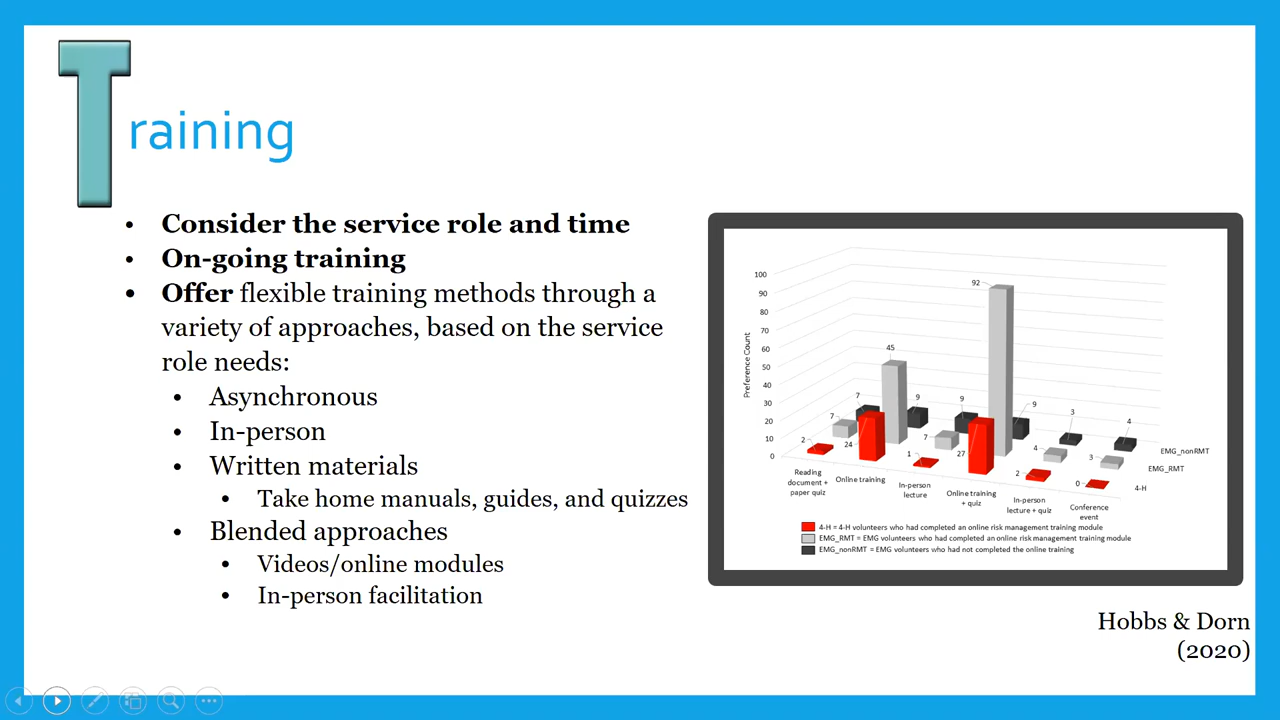 Training
• Consider the service role and time
• On-going training
• Offer flexible training methods through a
variety of approaches, based on the service
role needs:
• Asynchronous
• In-person
• Written materials
• Take home manuals, guides, and quizzes
• Blended approaches
• Videos/online modules
• In-person facilitation
Preference Count
100
90
80
70
60
50
40
30
20
10
0
92
45
7
9
9
9
3
4
7
7
4
3
2
24
1
27
2
0
EMG_nonRMT
EMG_RMT
4-H
Reading
document +
paper quiz
Online training
In-person
lecture
Online training
+ quiz
In-person
lecture + quiz
Conference
event
4-H = 4-H volunteers who had completed an online risk management training module
EMG_RMT = EMG volunteers who had completed an online risk management training module
EMG_nonRMT = EMG volunteers who had not completed the online training
Hobbs & Dorn
(2020)